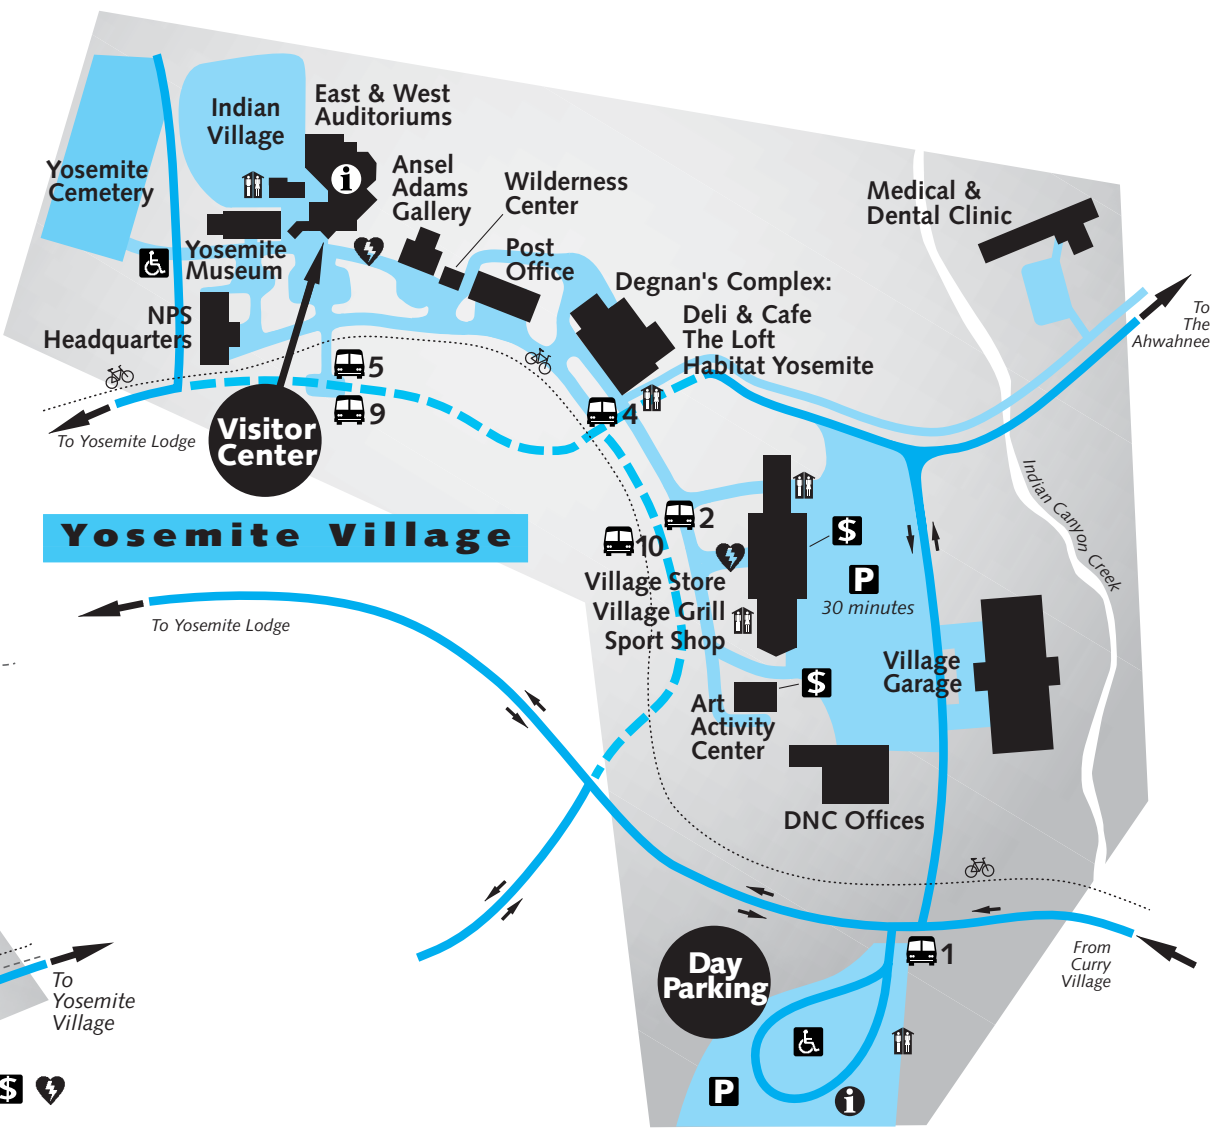 East & West
Auditoriums
Indian
Village
Ansel
Adams
Gallery
Wilderness
Center
Yosemite
Cemetery
Medical &
Dental Clinic
Post
Office
Yosemite
Museum
Degnan's Complex:
Deli & Cafe
The Loft
Habitat Yosemite
NPS
Headquarters
To
The
Ahwahnee
5
9
4
To Yosemite Lodge
Visitor
Center
Indian Canyon Creek
Yosemite Village
2
10
$
P
30 minutes
Village Store
Village Grill
Sport Shop
To Yosemite Lodge
Village
Garage
$
Art
Activity
Center
DNC Offices
1
From
Curry
Village
Day
Parking
To
Yosemite
Village
P
i
i
$